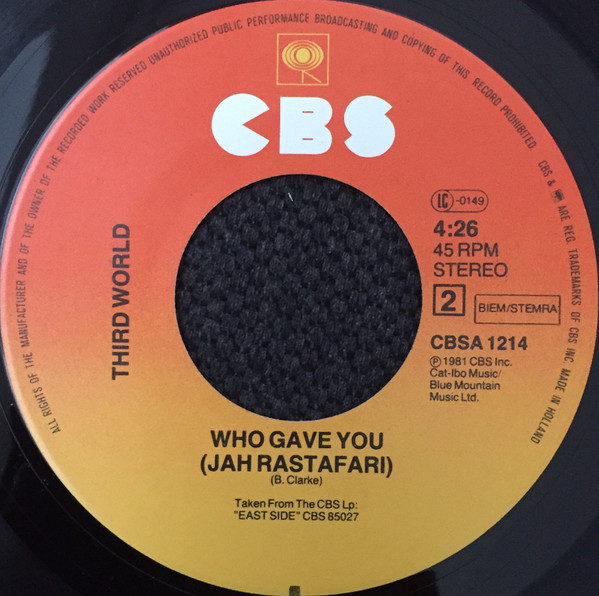 ALL RIGHTS OF THE MANUFACTURER AND OF THE OWNER OF THE RECORDED WORK RESERVED UNAUTHORIZED PUBLIC PERFORMANCE BROADCASTING AND COPYING OF THIS RECORD PROHIBITED. CBS & ARE REG. TRADEMARKS OF CBS INC. MADE IN HOLLAND
CBS
THIRD WORLD
IC -0149
4:26
45 RPM
STEREO
2 BIEM/STEMRA
CBSA 1214
℗ 1981 CBS Inc.
Cat-Ibo Music/
Blue Mountain
Music Ltd.
WHO GAVE YOU
(JAH RASTAFARI)
(B. Clarke)
Taken From The CBS Lp:
"EAST SIDE" CBS 85027